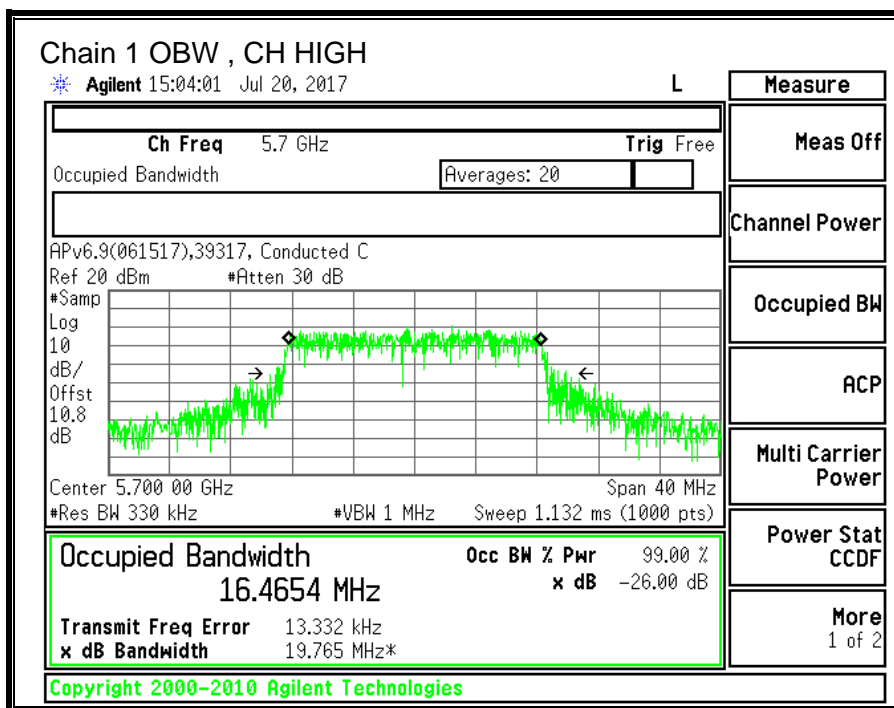 Chain 1 OBW , CH HIGH
Agilent 15:04:01 Jul 20, 2017 L
Measure
Ch Freq 5.7 GHz Trig Free
Occupied Bandwidth Averages: 20
APv6.9(061517),39317, Conducted C
Ref 20 dBm #Atten 30 dB
#Samp
Log
10
dB/
Offst
10.8
dB
Center 5.700 00 GHz Span 40 MHz
#Res BW 330 kHz #VBW 1 MHz Sweep 1.132 ms (1000 pts)
Occupied Bandwidth Occ BW % Pwr 99.00 %
16.4654 MHz x dB -26.00 dB
Transmit Freq Error 13.332 kHz
x dB Bandwidth 19.765 MHz*
Meas Off
Channel Power
Occupied BW
ACP
Multi Carrier
Power
Power Stat
CCDF
More
1 of 2
Copyright 2000-2010 Agilent Technologies